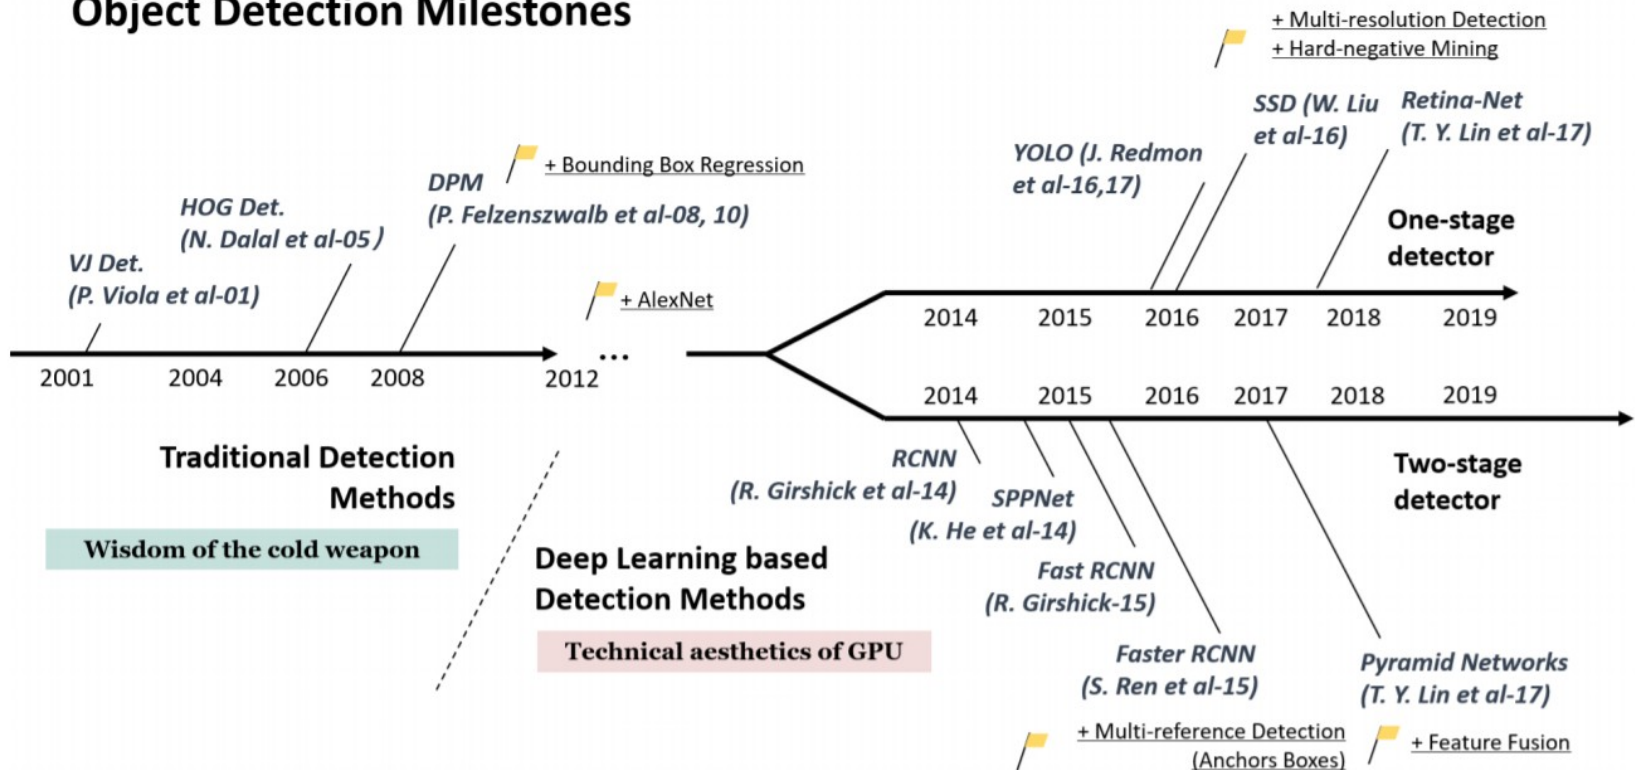 Object Detection Milestones
+ Multi-resolution Detection
+ Hard-negative Mining
SSD (W. Liu
et al-16)
Retina-Net
(T. Y. Lin et al-17)
YOLO (J. Redmon
et al-16,17)
+ Bounding Box Regression
DPM
(P. Felzenszwalb et al-08, 10)
HOG Det.
(N. Dalal et al-05)
VJ Det.
(P. Viola et al-01)
+ AlexNet
One-stage
detector
...
2014 2015 2016 2017 2018 2019
2001 2004 2006 2008 2012
2014 2015 2016 2017 2018 2019
Traditional Detection
Methods
Wisdom of the cold weapon
Deep Learning based
Detection Methods
Technical aesthetics of GPU
RCNN
(R. Girshick et al-14)
SPPNet
(K. He et al-14)
Fast RCNN
(R. Girshick-15)
Faster RCNN
(S. Ren et al-15)
+ Multi-reference Detection
(Anchors Boxes)
Two-stage
detector
Pyramid Networks
(T. Y. Lin et al-17)
+ Feature Fusion